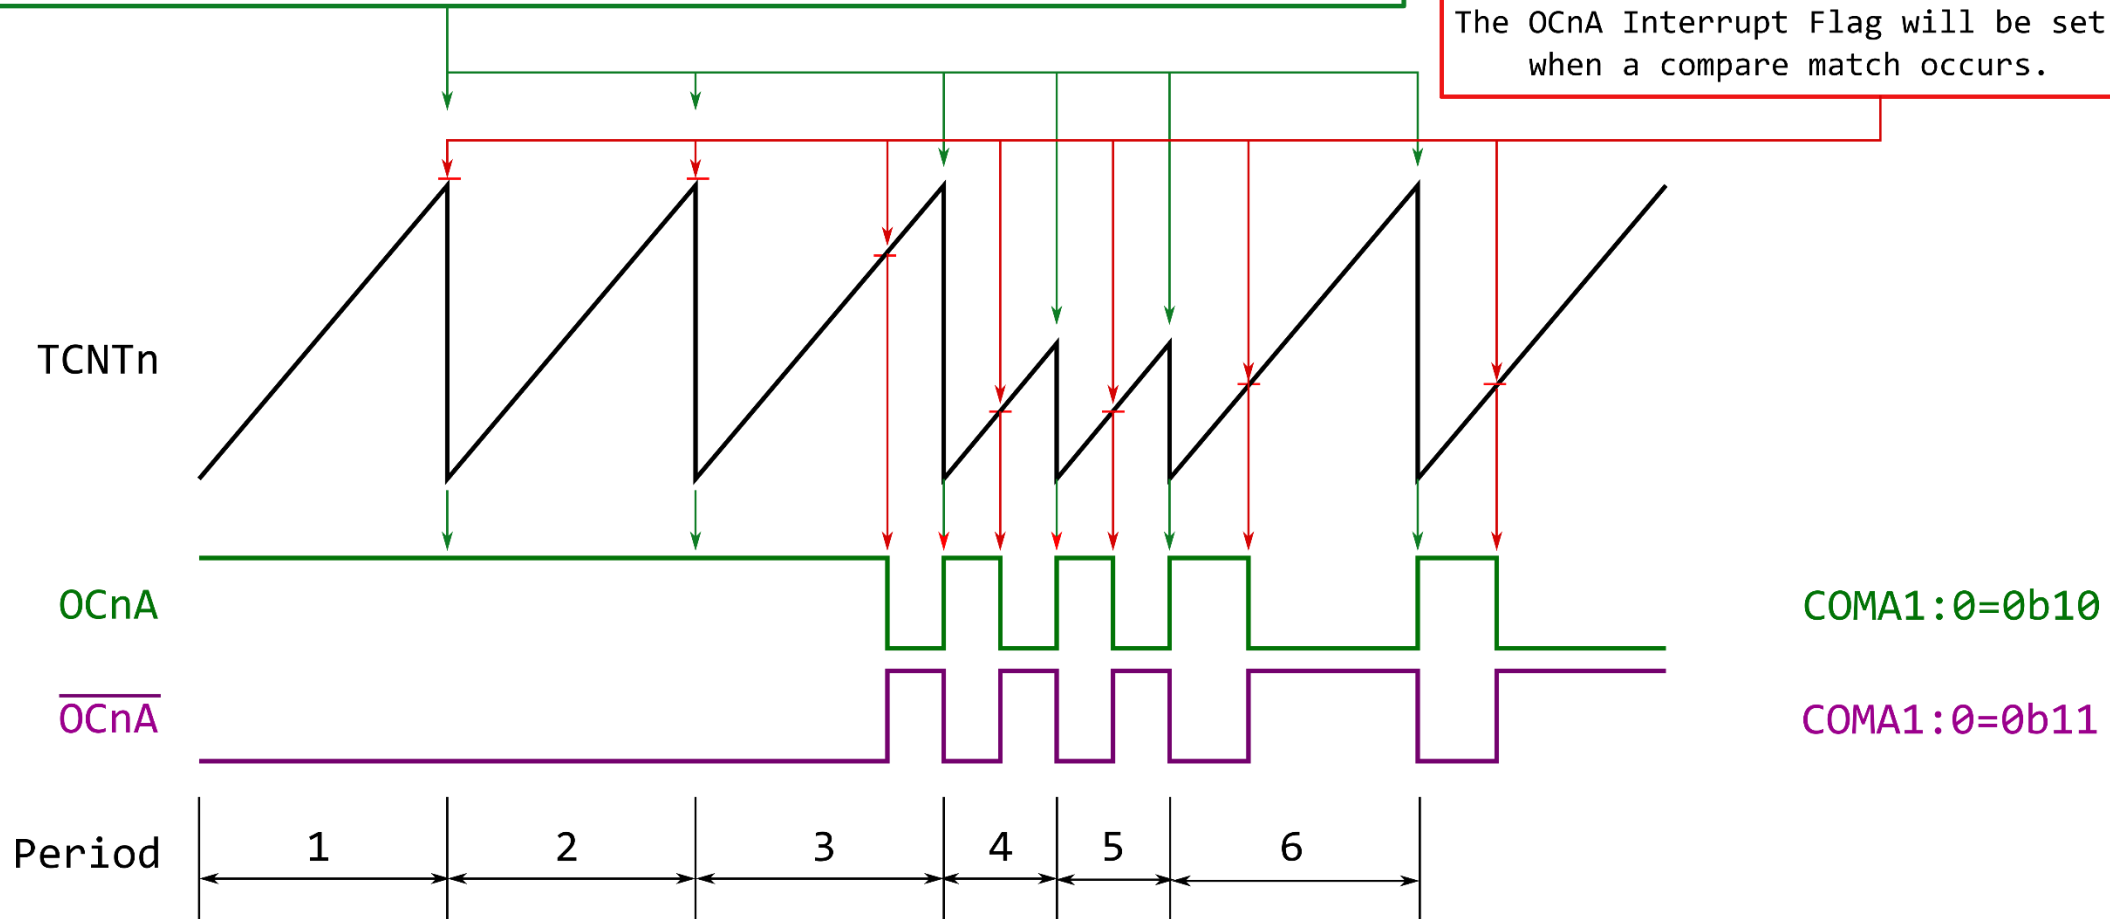 The OCnA Interrupt Flag will be set
when a compare match occurs.
TCNTn
OCnA
COMA1:0=0b10
OCnA
COMA1:0=0b11
Period
1
2
3
4
5
6